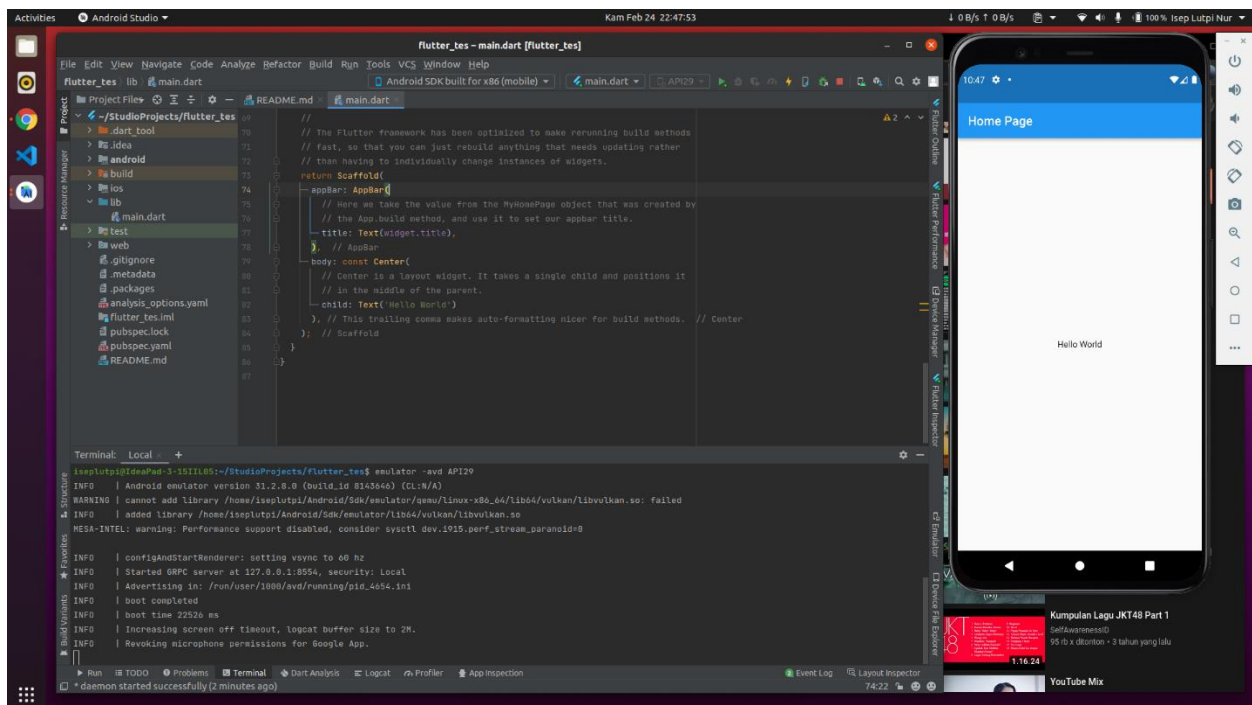 Activities
Android Studio
Kam Feb 24 22:47:53
↓ 0 B/s ↑ 0 B/s
100 %
Isep Lutpi Nur
flutter_tes – main.dart [flutter_tes]
File Edit View Navigate Code Analyze Refactor Build Run Tools VCS Window Help
flutter_tes lib main.dart
Android SDK built for x86 (mobile)
main.dart
API29
Project Files
README.md
main.dart
~/StudioProjects/flutter_tes
.dart_tool
.idea
android
build
ios
lib
main.dart
test
web
.gitignore
.metadata
.packages
analysis_options.yaml
flutter_tes.iml
pubspec.lock
pubspec.yaml
README.md
Project
Resource Manager
Structure
Favorites
Build Variants
2
69 //
70 // The Flutter framework has been optimized to make rerunning build methods
71 // fast, so that you can just rebuild anything that needs updating rather
72 // than having to individually change instances of widgets.
73 return Scaffold(
74 appBar: AppBar(
75 // Here we take the value from the MyHomePage object that was created by
76 // the App.build method, and use it to set our appbar title.
77 title: Text(widget.title),
78 ), // AppBar
79 body: const Center(
80 // Center is a layout widget. It takes a single child and positions it
81 // in the middle of the parent.
82 child: Text('Hello World')
83 ), // This trailing comma makes auto-formatting nicer for build methods. // Center
84 ); // Scaffold
85 }
86 }
87
Flutter Outline
Flutter Performance
Device Manager
Flutter Inspector
Emulator
Device File Explorer
Terminal: Local +
iseplutpi@IdeaPad-3-15IIL05:~/StudioProjects/flutter_tes$ emulator -avd API29
INFO | Android emulator version 31.2.8.0 (build_id 8143646) (CL:N/A)
WARNING | cannot add library /home/iseplutpi/Android/Sdk/emulator/qemu/linux-x86_64/lib64/vulkan/libvulkan.so: failed
INFO | added library /home/iseplutpi/Android/Sdk/emulator/lib64/vulkan/libvulkan.so
MESA-INTEL: warning: Performance support disabled, consider sysctl dev.i915.perf_stream_paranoid=0
INFO | configAndStartRenderer: setting vsync to 60 hz
INFO | Started GRPC server at 127.0.0.1:8554, security: Local
INFO | Advertising in: /run/user/1000/avd/running/pid_4654.ini
INFO | boot completed
INFO | boot time 22526 ms
INFO | Increasing screen off timeout, logcat buffer size to 2M.
INFO | Revoking microphone permissions for Google App.
Run TODO Problems Terminal Dart Analysis Logcat Profiler App Inspection
Event Log Layout Inspector
* daemon started successfully (2 minutes ago)
74:22
10:47
Home Page
Hello World
Kumpulan Lagu JKT48 Part 1
SelfAwarenessID
95 rb x ditonton • 3 tahun yang lalu
1.16.24
YouTube Mix